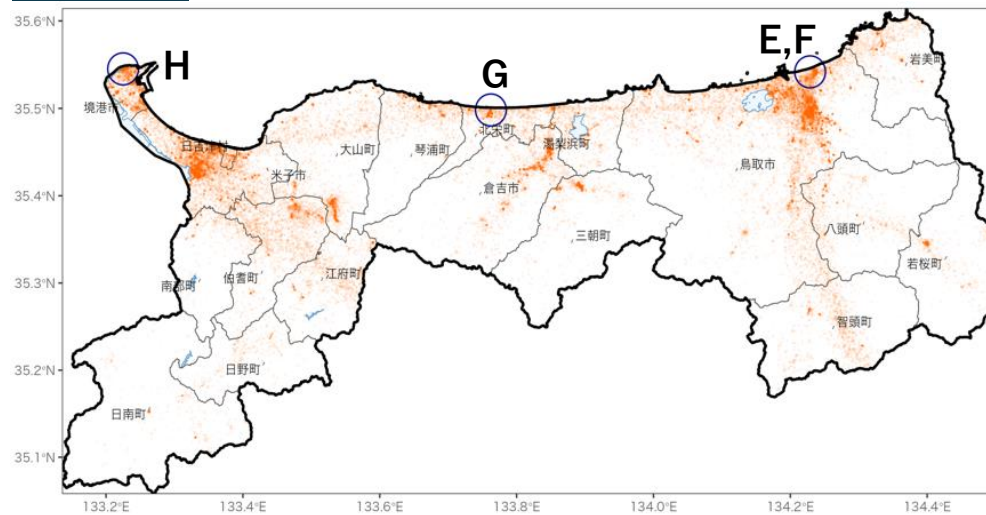 35.6°N
E,F
H
岩美町
G
35.5°N
境港市
北栄町
湯梨浜町
日吉津村
大山町
琴浦町
鳥取市
米子市
倉吉市
35.4°N
三朝町
八頭町
若桜町
南部町
伯耆町
江府町
35.3°N
智頭町
日野町
35.2°N
日南町
35.1°N
133.2°E
133.4°E
133.6°E
133.8°E
134.0°E
134.2°E
134.4°E